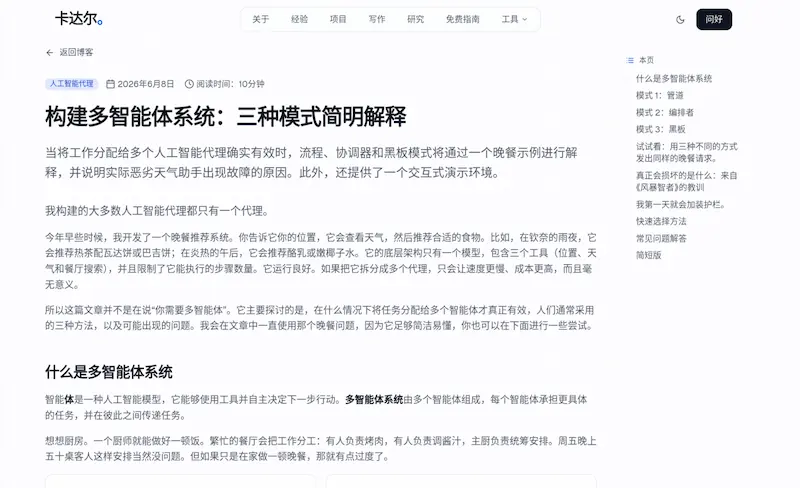 卡达尔。
关于 经验 项目 写作 研究 免费指南 工具
问好
返回博客
人工智能代理 2026年6月8日 阅读时间：10分钟
构建多智能体系统：三种模式简明解释
当将工作分配给多个人工智能代理确实有效时，流程、协调器和黑板模式将通过一个晚餐示例进行解
释，并说明实际恶劣天气助手出现故障的原因。此外，还提供了一个交互式演示环境。
我构建的大多数人工智能代理都只有一个代理。
今年早些时候，我开发了一个晚餐推荐系统。你告诉它你的位置，它会查看天气，然后推荐合适的食物。比如，在钦奈的雨夜，它
会推荐热茶配瓦达饼或巴吉饼；在炎热的午后，它会推荐酪乳或嫩椰子水。它的底层架构只有一个模型，包含三个工具（位置、天
气和餐厅搜索），并且限制了它能执行的步骤数量。它运行良好。如果把它拆分成多个代理，只会让速度更慢、成本更高，而且毫
无意义。
所以这篇文章并不是在说“你需要多智能体”。它主要探讨的是，在什么情况下将任务分配给多个智能体才真正有效，人们通常采用
的三种方法，以及可能出现的问题。我会在文章中一直使用那个晚餐问题，因为它足够简洁易懂，你也可以在下面进行一些尝试。
什么是多智能体系统
智能体是一种人工智能模型，它能够使用工具并自主决定下一步行动。多智能体系统由多个智能体组成，每个智能体承担更具体
的任务，并在彼此之间传递任务。
想想厨房。一个厨师就能做好一顿饭。繁忙的餐厅会把工作分工：有人负责烤肉，有人负责调酱汁，主厨负责统筹安排。周五晚上
五十桌客人这样安排当然没问题。但如果只是在家做一顿晚餐，那就有点过度了。
本页
什么是多智能体系统
模式 1：管道
模式 2：编排者
模式 3：黑板
试试看：用三种不同的方式
发出同样的晚餐请求。
真正会损坏的是什么：来自
《风暴智者》的教训
我第一天就会加装护栏。
快速选择方法
常见问题解答
简短版